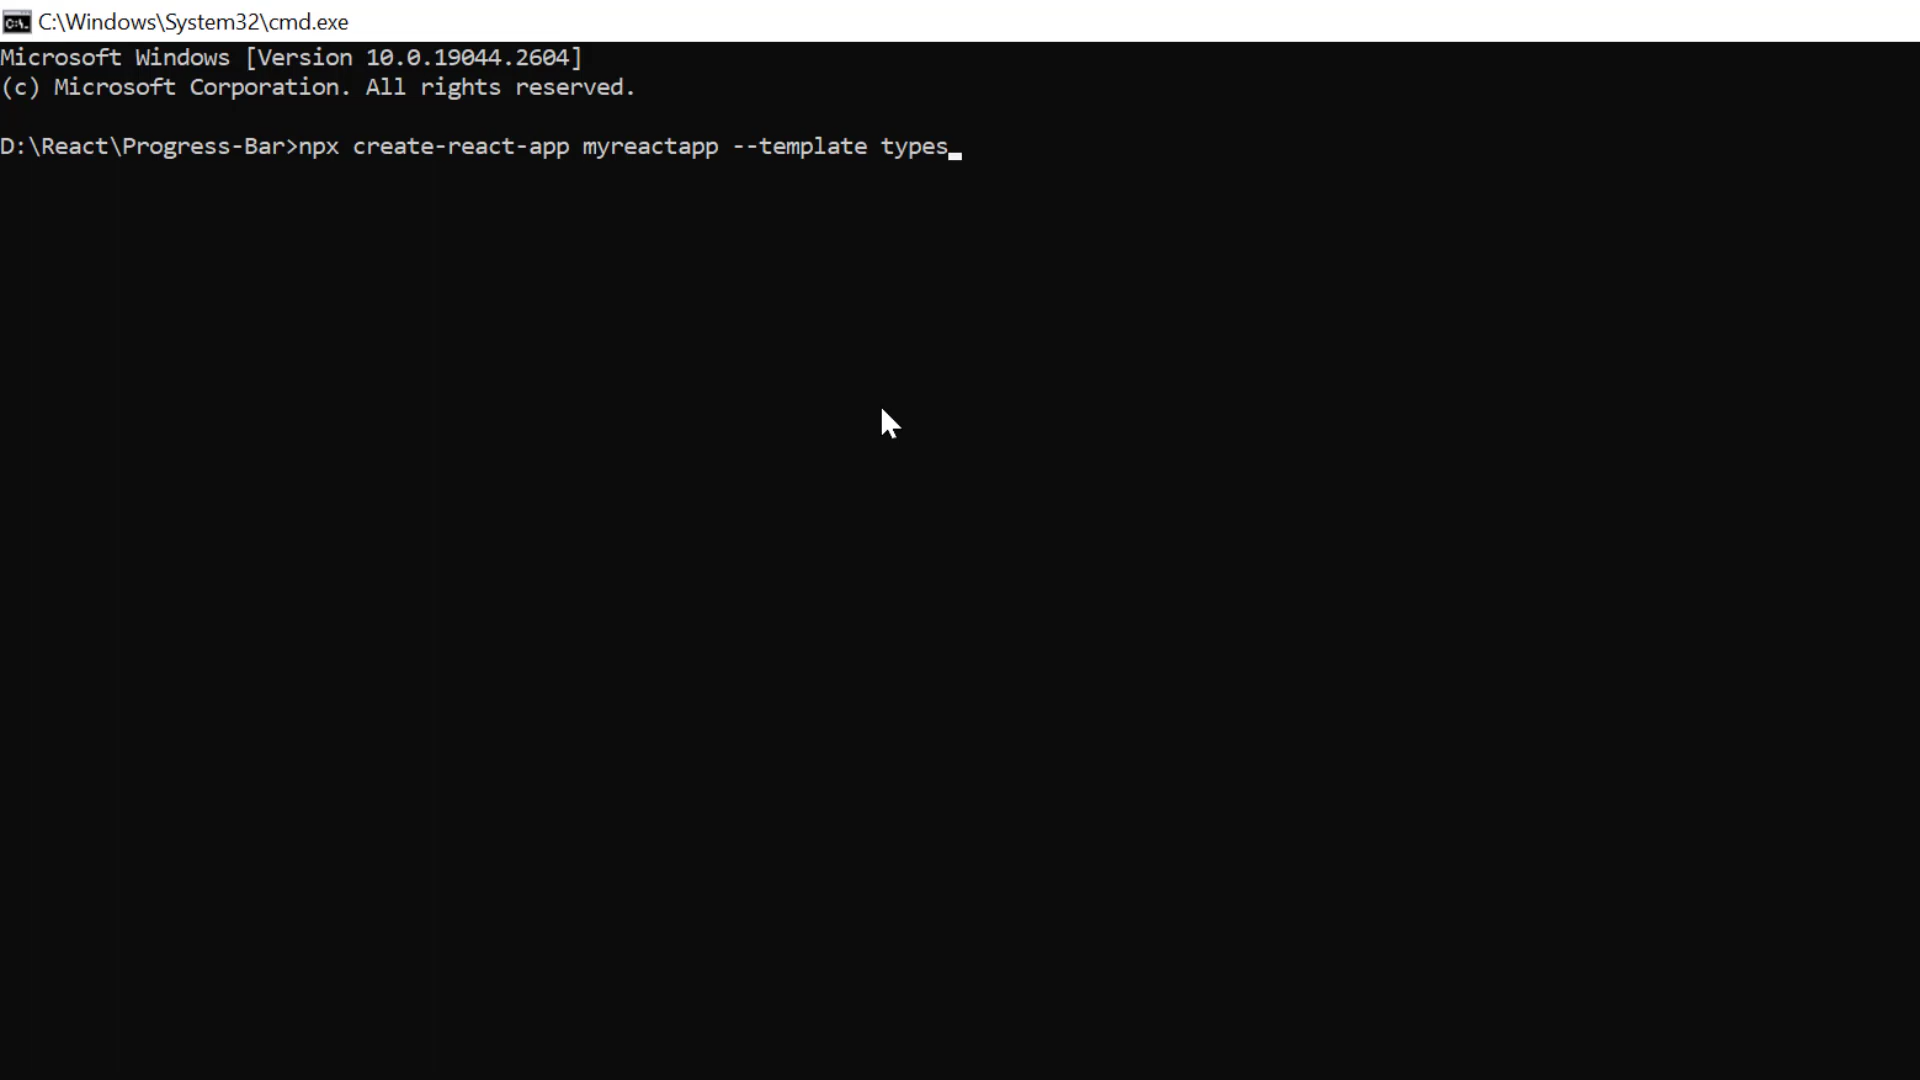 C:\Windows\System32\cmd.exe
Microsoft Windows [Version 10.0.19044.2604]
(c) Microsoft Corporation. All rights reserved.
D:\React\Progress-Bar>npx create-react-app myreactapp --template types